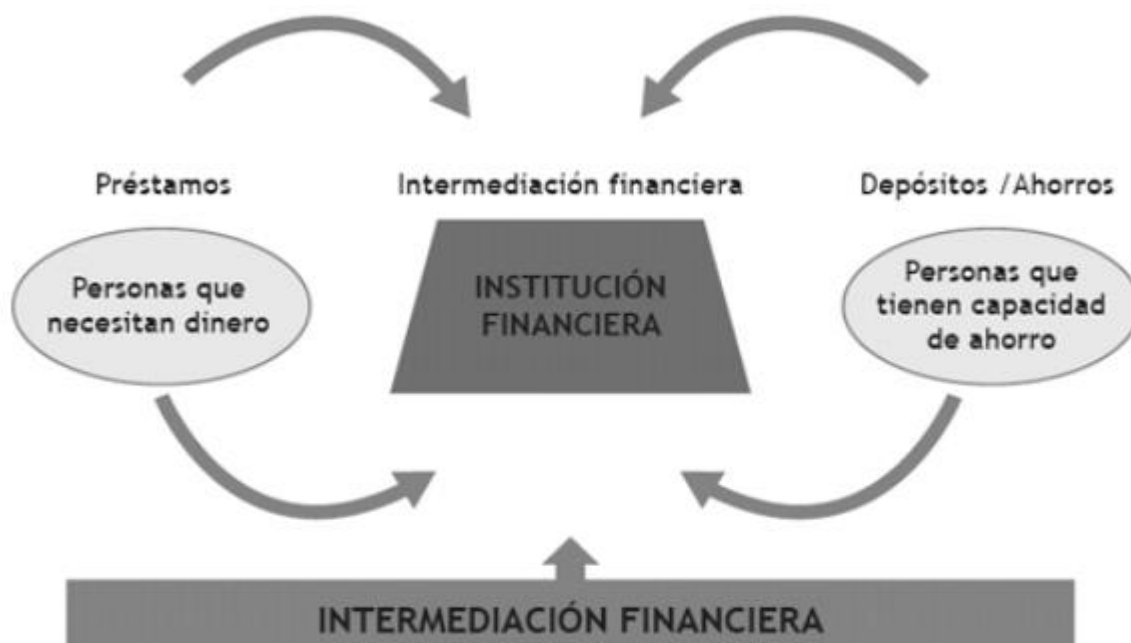 Préstamos
Intermediación financiera
Depósitos /Ahorros
Personas que
necesitan dinero
INSTITUCIÓN
FINANCIERA
Personas que
tienen capacidad
de ahorro
INTERMEDIACIÓN FINANCIERA